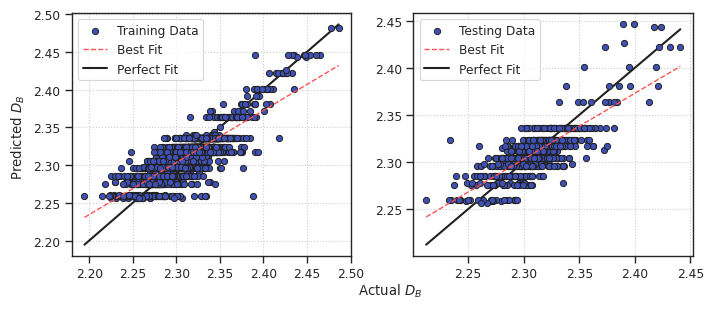 Training Data
Best Fit
Perfect Fit
2.50
2.45
2.40
2.35
2.30
2.25
2.20
Predicted D_B
2.20 2.25 2.30 2.35 2.40 2.45 2.50
Testing Data
Best Fit
Perfect Fit
2.45
2.40
2.35
2.30
2.25
2.25 2.30 2.35 2.40 2.45
Actual D_B